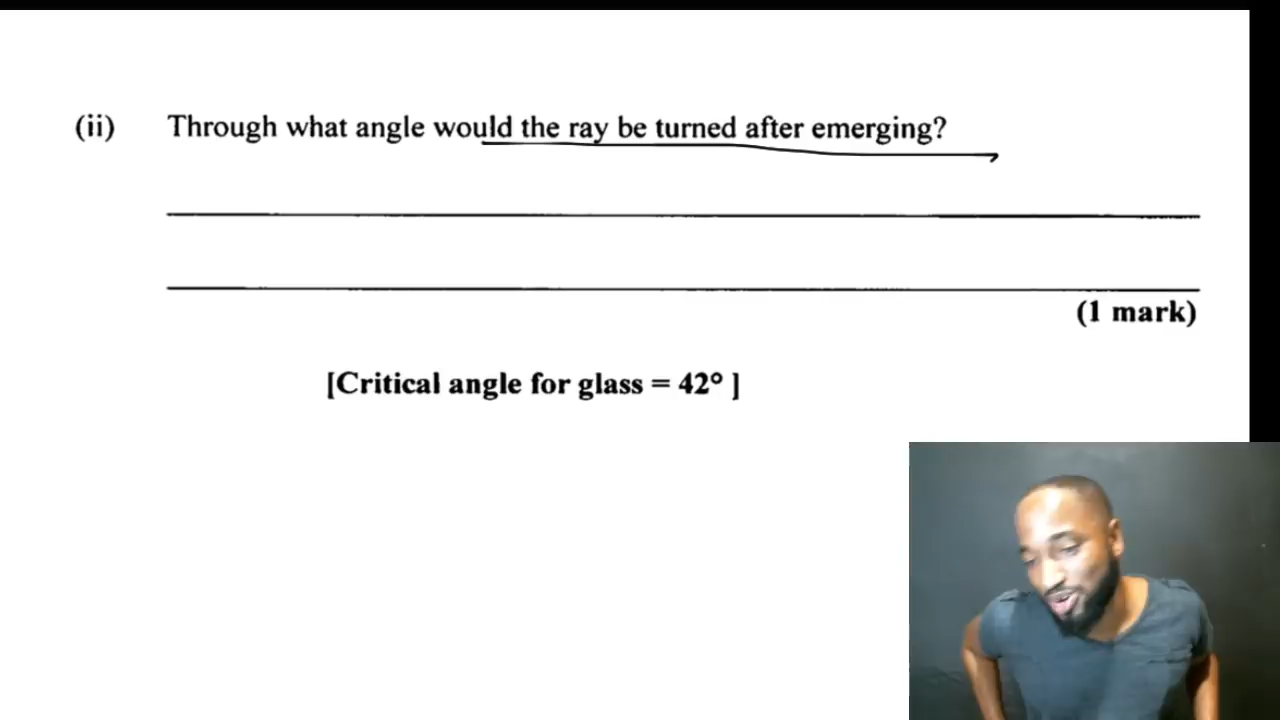 (ii) Through what angle would the ray be turned after emerging?
(1 mark)
[Critical angle for glass = 42° ]